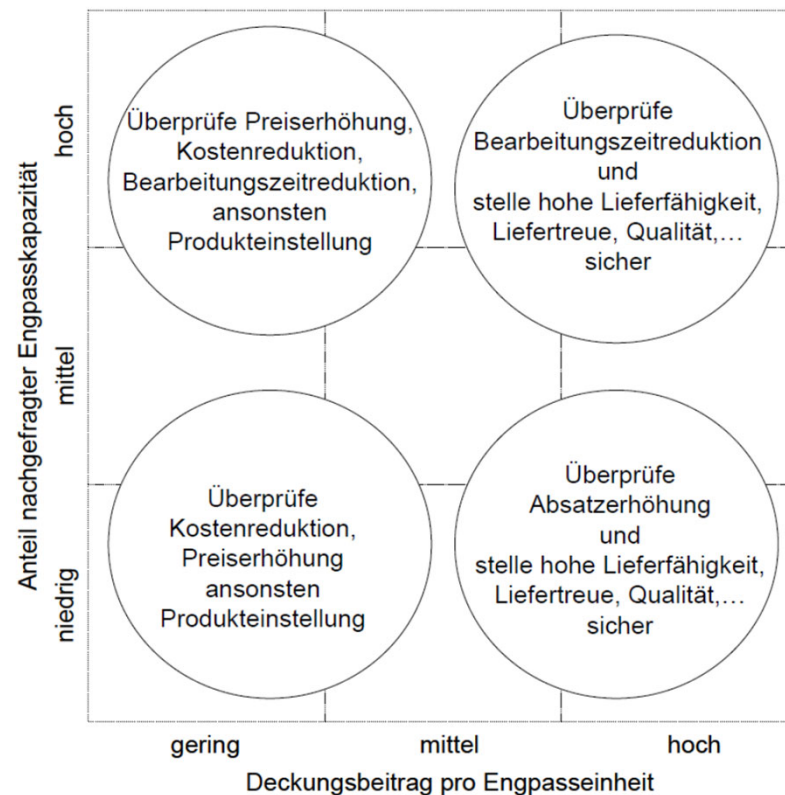 Anteil nachgefragter Engpasskapazität
hoch
mittel
niedrig
Überprüfe Preiserhöhung,
Kostenreduktion,
Bearbeitungszeitreduktion,
ansonsten
Produkteinstellung
Überprüfe
Bearbeitungszeitreduktion
und
stelle hohe Lieferfähigkeit,
Liefertreue, Qualität,...
sicher
Überprüfe
Kostenreduktion,
Preiserhöhung
ansonsten
Produkteinstellung
Überprüfe
Absatzerhöhung
und
stelle hohe Lieferfähigkeit,
Liefertreue, Qualität,...
sicher
gering
mittel
hoch
Deckungsbeitrag pro Engpasseinheit